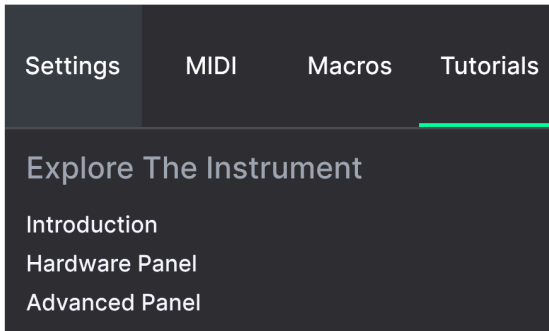 Settings MIDI Macros Tutorials
Explore The Instrument
Introduction
Hardware Panel
Advanced Panel